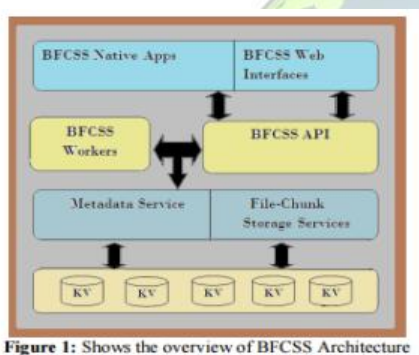 BFCSS Native Apps
BFCSS Web
Interfaces
BFCSS
Workers
BFCSS API
Metadata Service
File-Chunk
Storage Services
KV KV KV KV KV
Figure 1: Shows the overview of BFCSS Architecture